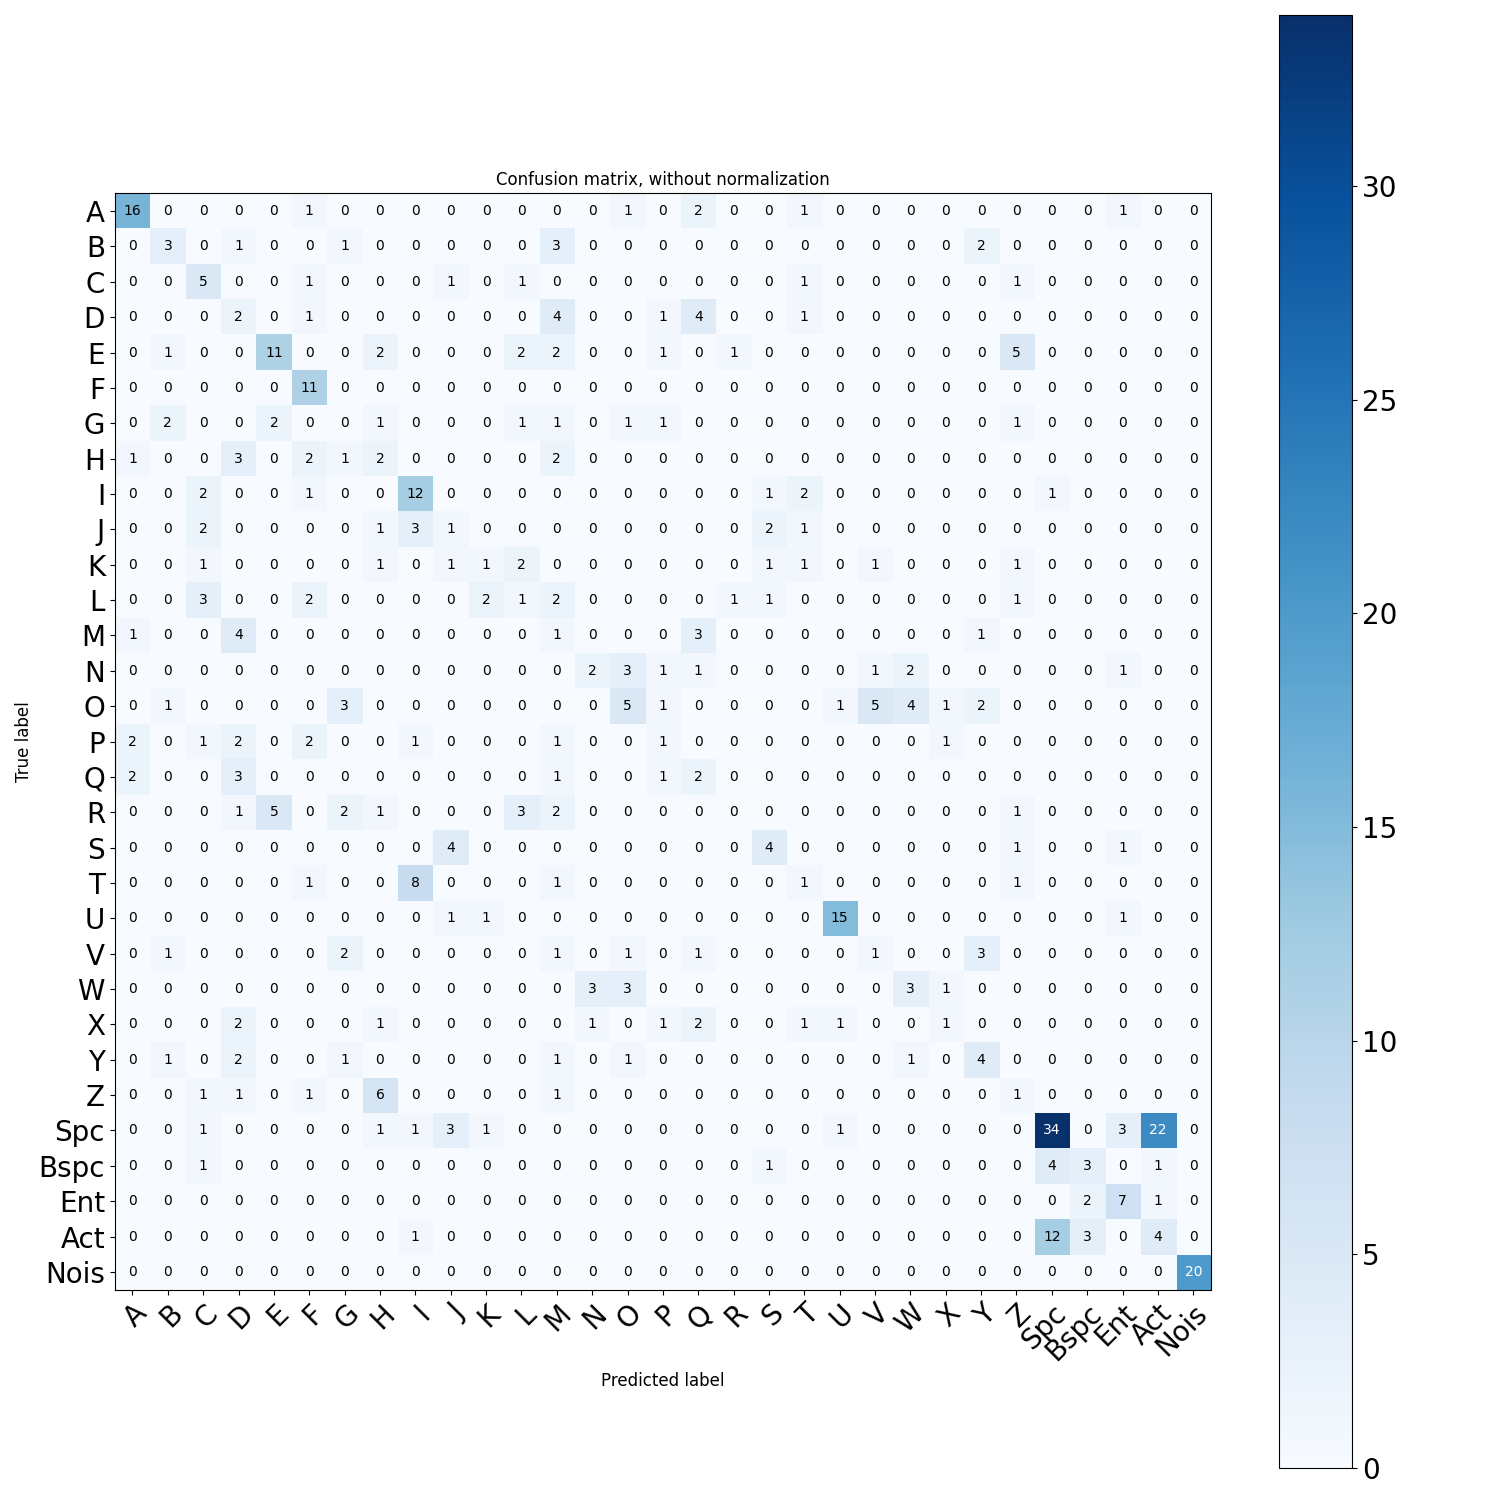 Confusion matrix, without normalization
True label
A 16 0 0 0 0 1 0 0 0 0 0 0 0 0 1 0 2 0 0 1 0 0 0 0 0 0 0 0 1 0 0
B 0 3 0 1 0 0 1 0 0 0 0 0 3 0 0 0 0 0 0 0 0 0 0 0 2 0 0 0 0 0 0
C 0 0 5 0 0 1 0 0 0 1 0 1 0 0 0 0 0 0 0 1 0 0 0 0 0 1 0 0 0 0 0
D 0 0 0 2 0 1 0 0 0 0 0 0 4 0 0 1 4 0 0 1 0 0 0 0 0 0 0 0 0 0 0
E 0 1 0 0 11 0 0 2 0 0 0 2 2 0 0 1 0 1 0 0 0 0 0 0 0 5 0 0 0 0 0
F 0 0 0 0 0 11 0 0 0 0 0 0 0 0 0 0 0 0 0 0 0 0 0 0 0 0 0 0 0 0 0
G 0 2 0 0 2 0 0 1 0 0 0 1 1 0 1 1 0 0 0 0 0 0 0 0 0 1 0 0 0 0 0
H 1 0 0 3 0 2 1 2 0 0 0 0 2 0 0 0 0 0 0 0 0 0 0 0 0 0 0 0 0 0 0
I 0 0 2 0 0 1 0 0 12 0 0 0 0 0 0 0 0 0 1 2 0 0 0 0 0 0 1 0 0 0 0
J 0 0 2 0 0 0 0 1 3 1 0 0 0 0 0 0 0 0 2 1 0 0 0 0 0 0 0 0 0 0 0
K 0 0 1 0 0 0 0 1 0 1 1 2 0 0 0 0 0 0 1 1 0 1 0 0 0 1 0 0 0 0 0
L 0 0 3 0 0 2 0 0 0 0 2 1 2 0 0 0 0 1 1 0 0 0 0 0 0 1 0 0 0 0 0
M 1 0 0 4 0 0 0 0 0 0 0 0 1 0 0 0 3 0 0 0 0 0 0 0 1 0 0 0 0 0 0
N 0 0 0 0 0 0 0 0 0 0 0 0 0 2 3 1 1 0 0 0 0 1 2 0 0 0 0 0 1 0 0
O 0 1 0 0 0 0 3 0 0 0 0 0 0 0 5 1 0 0 0 0 1 5 4 1 2 0 0 0 0 0 0
P 2 0 1 2 0 2 0 0 1 0 0 0 1 0 0 1 0 0 0 0 0 0 0 1 0 0 0 0 0 0 0
Q 2 0 0 3 0 0 0 0 0 0 0 0 1 0 0 1 2 0 0 0 0 0 0 0 0 0 0 0 0 0 0
R 0 0 0 1 5 0 2 1 0 0 0 3 2 0 0 0 0 0 0 0 0 0 0 0 0 1 0 0 0 0 0
S 0 0 0 0 0 0 0 0 0 4 0 0 0 0 0 0 0 0 4 0 0 0 0 0 0 1 0 0 1 0 0
T 0 0 0 0 0 1 0 0 8 0 0 0 1 0 0 0 0 0 0 1 0 0 0 0 0 1 0 0 0 0 0
U 0 0 0 0 0 0 0 0 0 1 1 0 0 0 0 0 0 0 0 0 15 0 0 0 0 0 0 0 1 0 0
V 0 1 0 0 0 0 2 0 0 0 0 0 1 0 1 0 1 0 0 0 0 1 0 0 3 0 0 0 0 0 0
W 0 0 0 0 0 0 0 0 0 0 0 0 0 3 3 0 0 0 0 0 0 0 3 1 0 0 0 0 0 0 0
X 0 0 0 2 0 0 0 1 0 0 0 0 0 1 0 1 2 0 0 1 1 0 0 1 0 0 0 0 0 0 0
Y 0 1 0 2 0 0 1 0 0 0 0 0 1 0 1 0 0 0 0 0 0 0 1 0 4 0 0 0 0 0 0
Z 0 0 1 1 0 1 0 6 0 0 0 0 1 0 0 0 0 0 0 0 0 0 0 0 0 1 0 0 0 0 0
Spc 0 0 1 0 0 0 0 1 1 3 1 0 0 0 0 0 0 0 0 0 1 0 0 0 0 0 34 0 3 22 0
Bspc 0 0 1 0 0 0 0 0 0 0 0 0 0 0 0 0 0 0 1 0 0 0 0 0 0 0 4 3 0 1 0
Ent 0 0 0 0 0 0 0 0 0 0 0 0 0 0 0 0 0 0 0 0 0 0 0 0 0 0 0 2 7 1 0
Act 0 0 0 0 0 0 0 0 1 0 0 0 0 0 0 0 0 0 0 0 0 0 0 0 0 0 12 3 0 4 0
Nois 0 0 0 0 0 0 0 0 0 0 0 0 0 0 0 0 0 0 0 0 0 0 0 0 0 0 0 0 0 0 20
A B C D E F G H I J K L M N O P Q R S T U V W X Y Z Spc Bspc Ent Act Nois
Predicted label
30
25
20
15
10
5
0